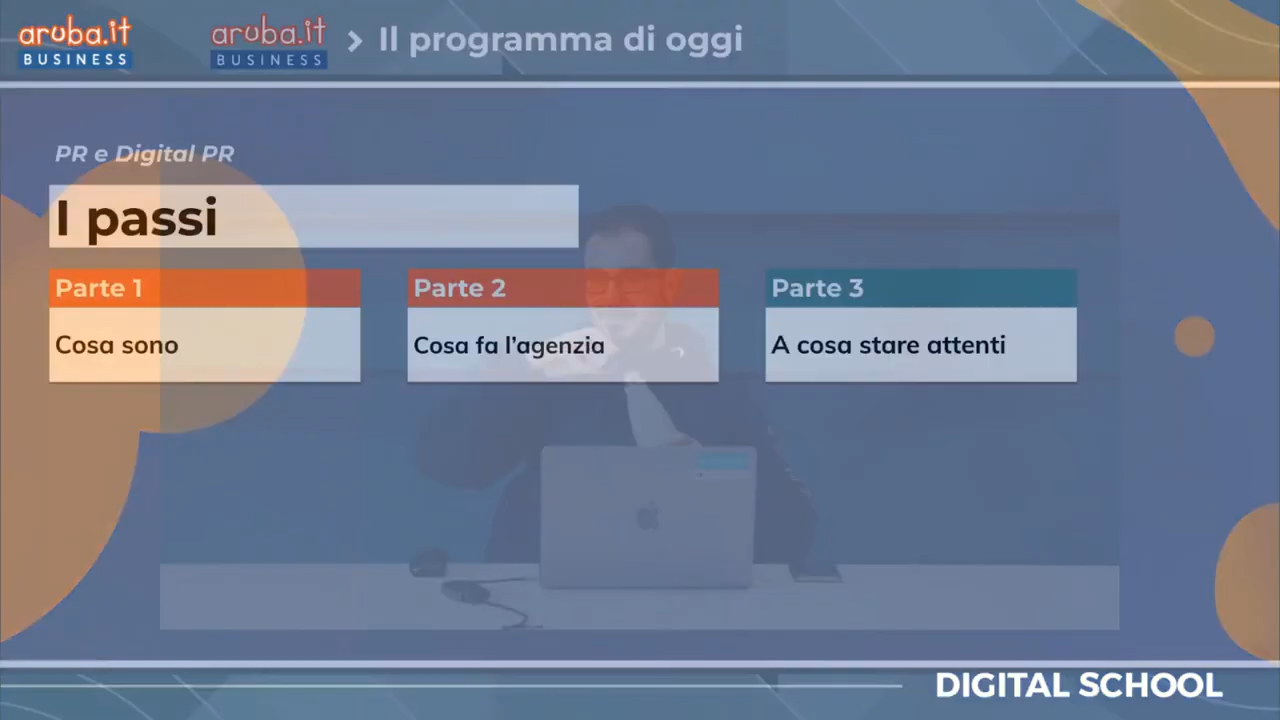 aruba.it
BUSINESS
aruba.it
BUSINESS
Il programma di oggi
PR e Digital PR
I passi
Parte 1
Cosa sono
Parte 2
Cosa fa l'agenzia
Parte 3
A cosa stare attenti
DIGITAL SCHOOL